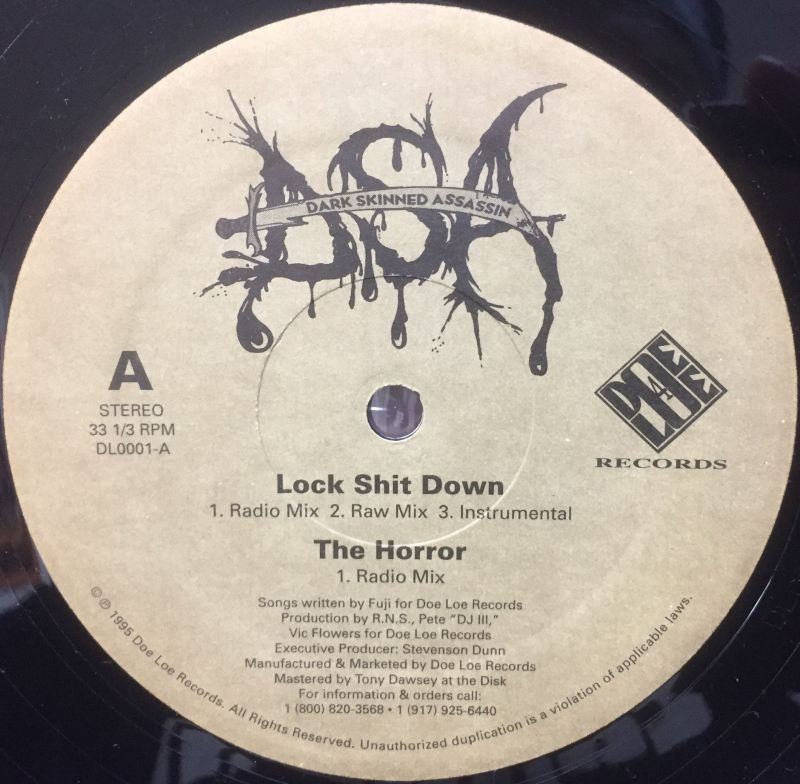 DSA
DARK SKINNED ASSASSIN
A
STEREO
33 1/3 RPM
DL0001-A
DOE
LOE
RECORDS
Lock Shit Down
1. Radio Mix 2. Raw Mix 3. Instrumental
The Horror
1. Radio Mix
Songs written by Fuji for Doe Loe Records
Production by R.N.S., Pete "DJ III,"
Vic Flowers for Doe Loe Records
Executive Producer: Stevenson Dunn
Manufactured & Marketed by Doe Loe Records
Mastered by Tony Dawsey at the Disk
For information & orders call:
1 (800) 820-3568 • 1 (917) 925-6440
© ℗ 1995 Doe Loe Records. All Rights Reserved. Unauthorized duplication is a violation of applicable laws.